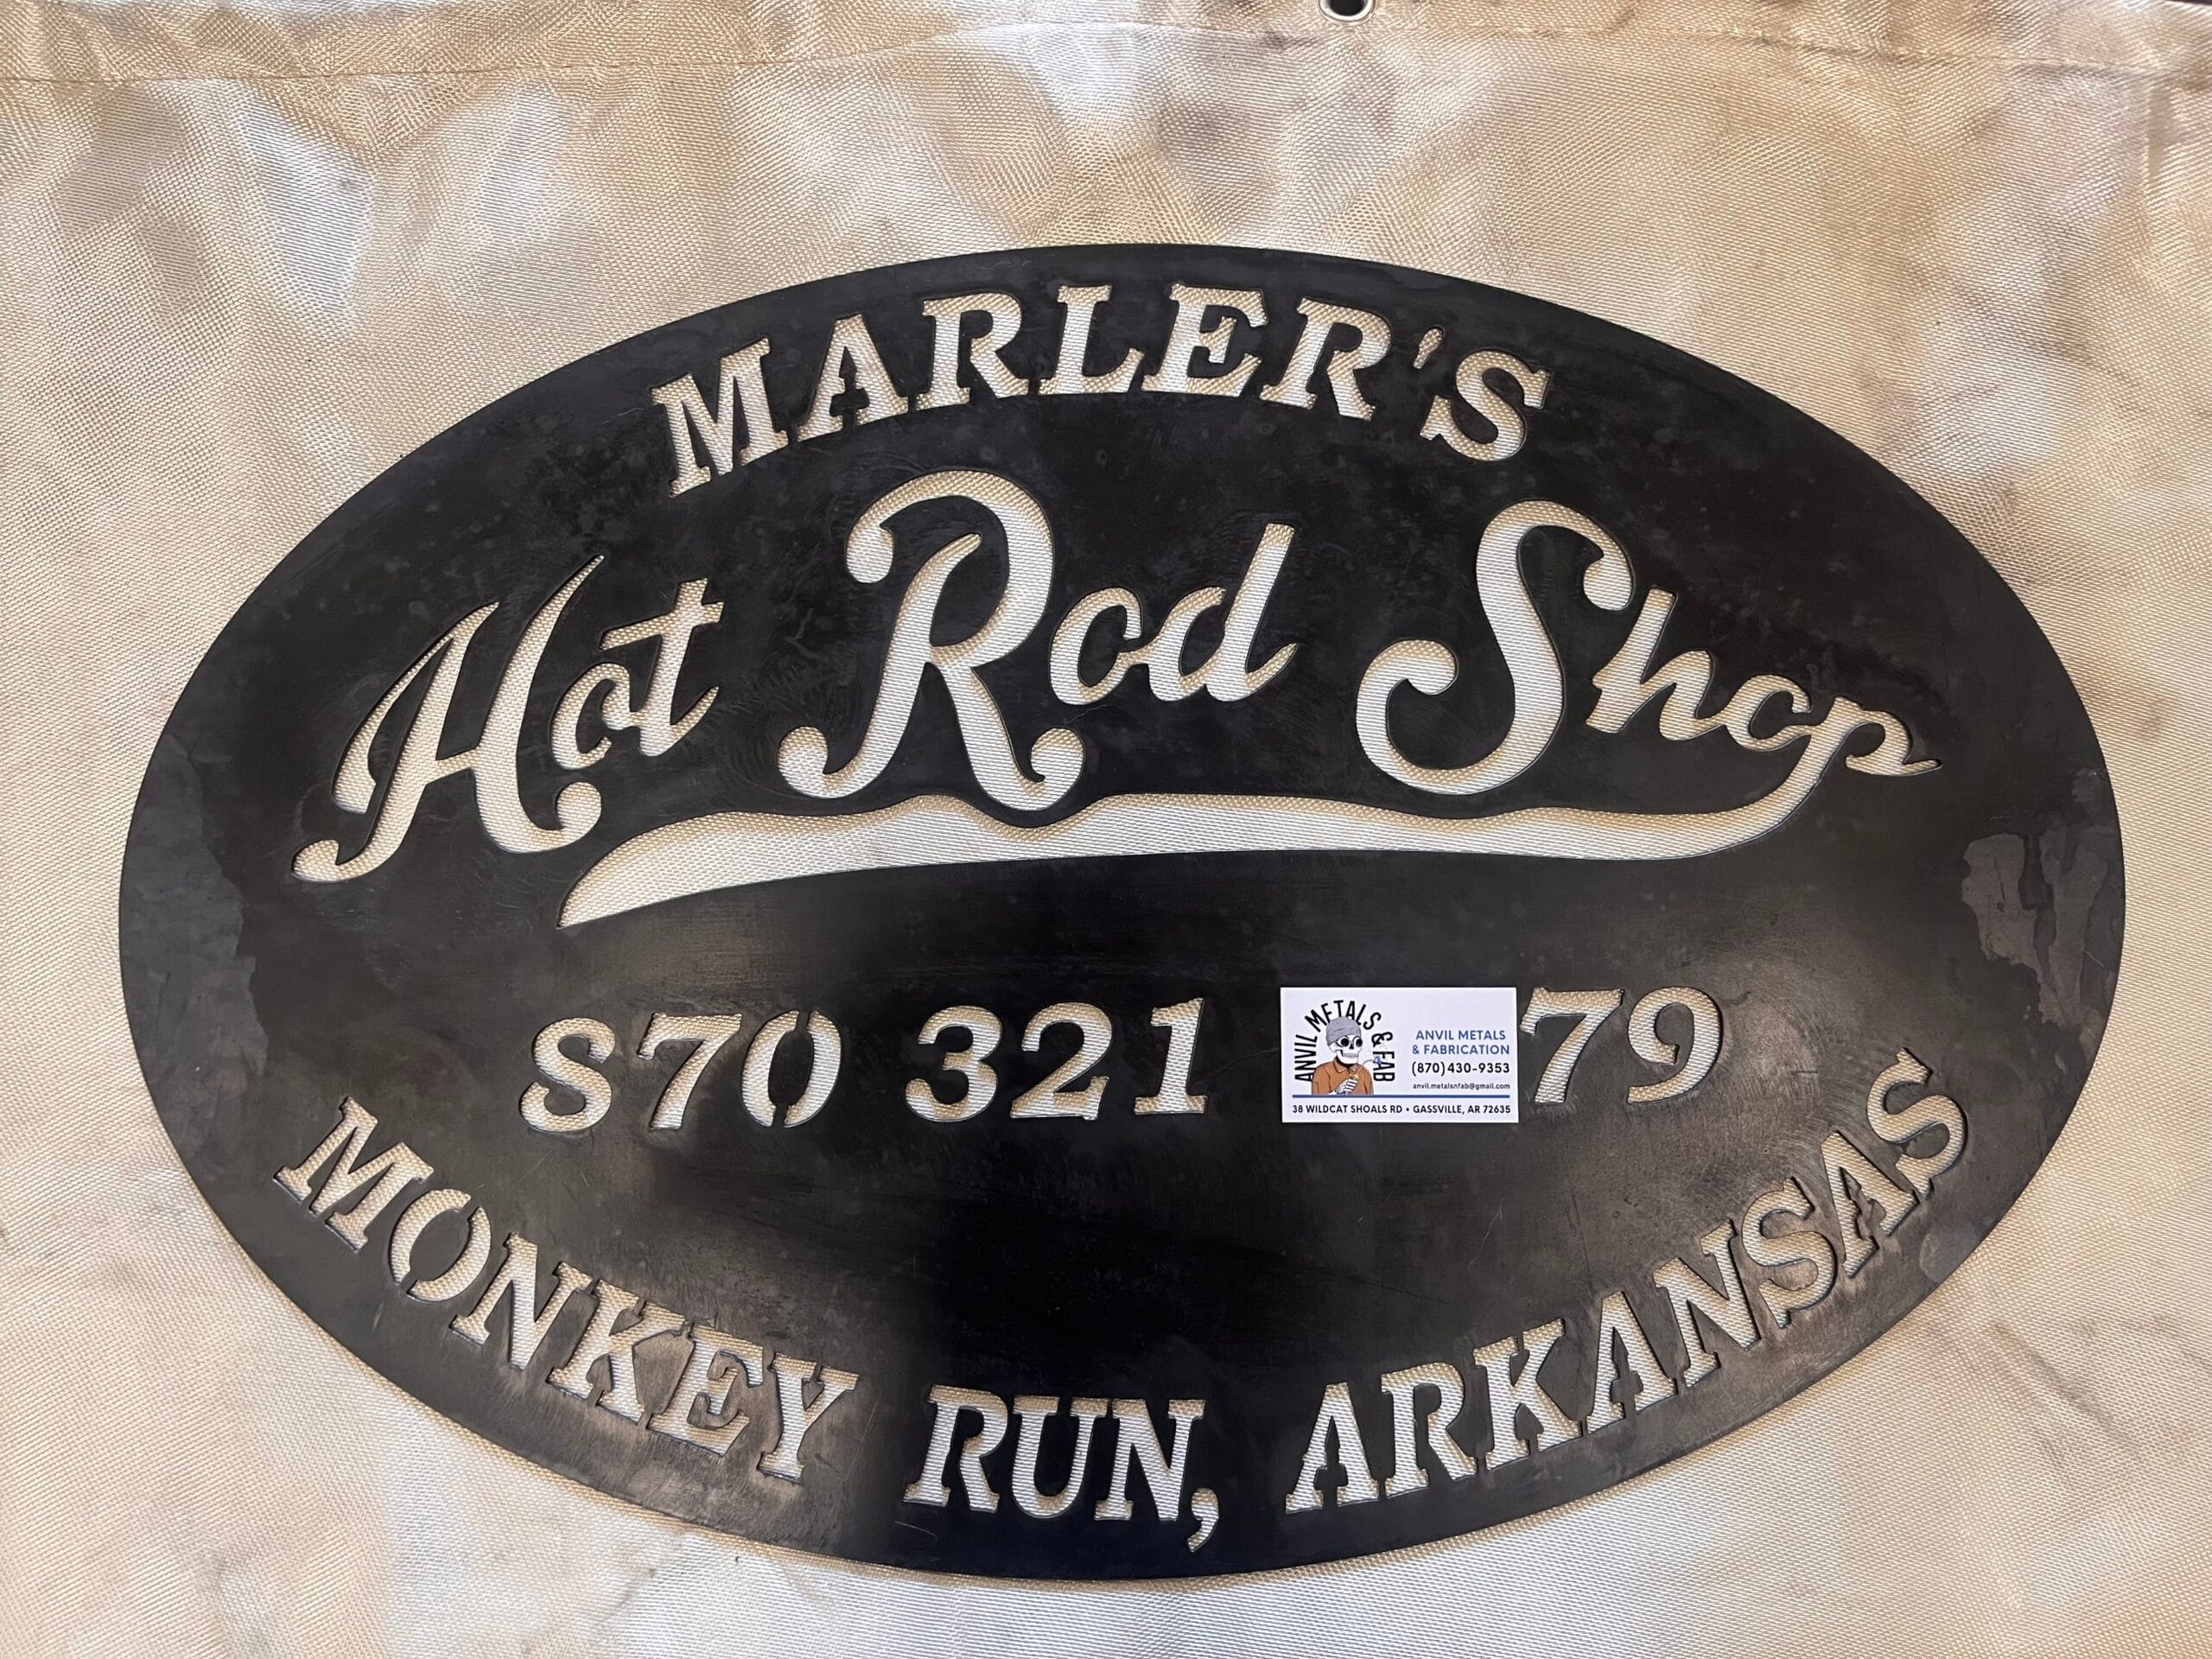 MARLER'S
Hot Rod Shop
870 321 79
ANVIL METALS & FAB
ANVIL METALS
& FABRICATION
(870)430-9353
anvil.metalsnfab@gmail.com
38 WILDCAT SHOALS RD • GASSVILLE, AR 72635
MONKEY RUN, ARKANSAS